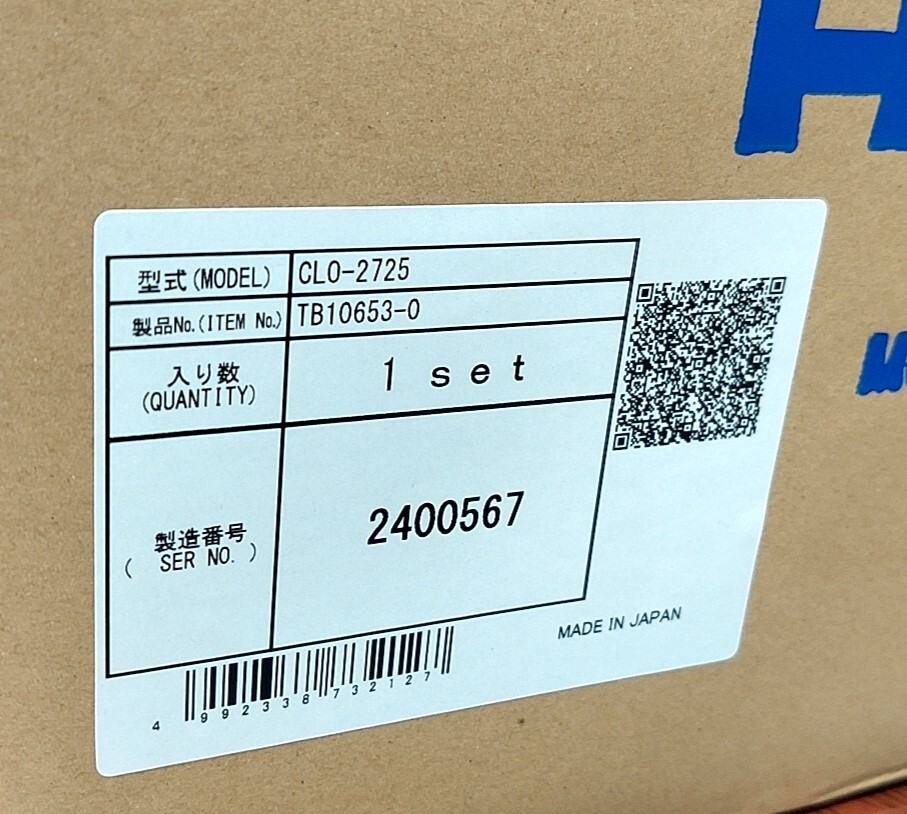 H
型式(MODEL) CLO-2725
製品No.(ITEM No.) TB10653-0
入り数
(QUANTITY)
1 set
製造番号
( SER NO. )
2400567
MADE IN JAPAN
4 992338 732127